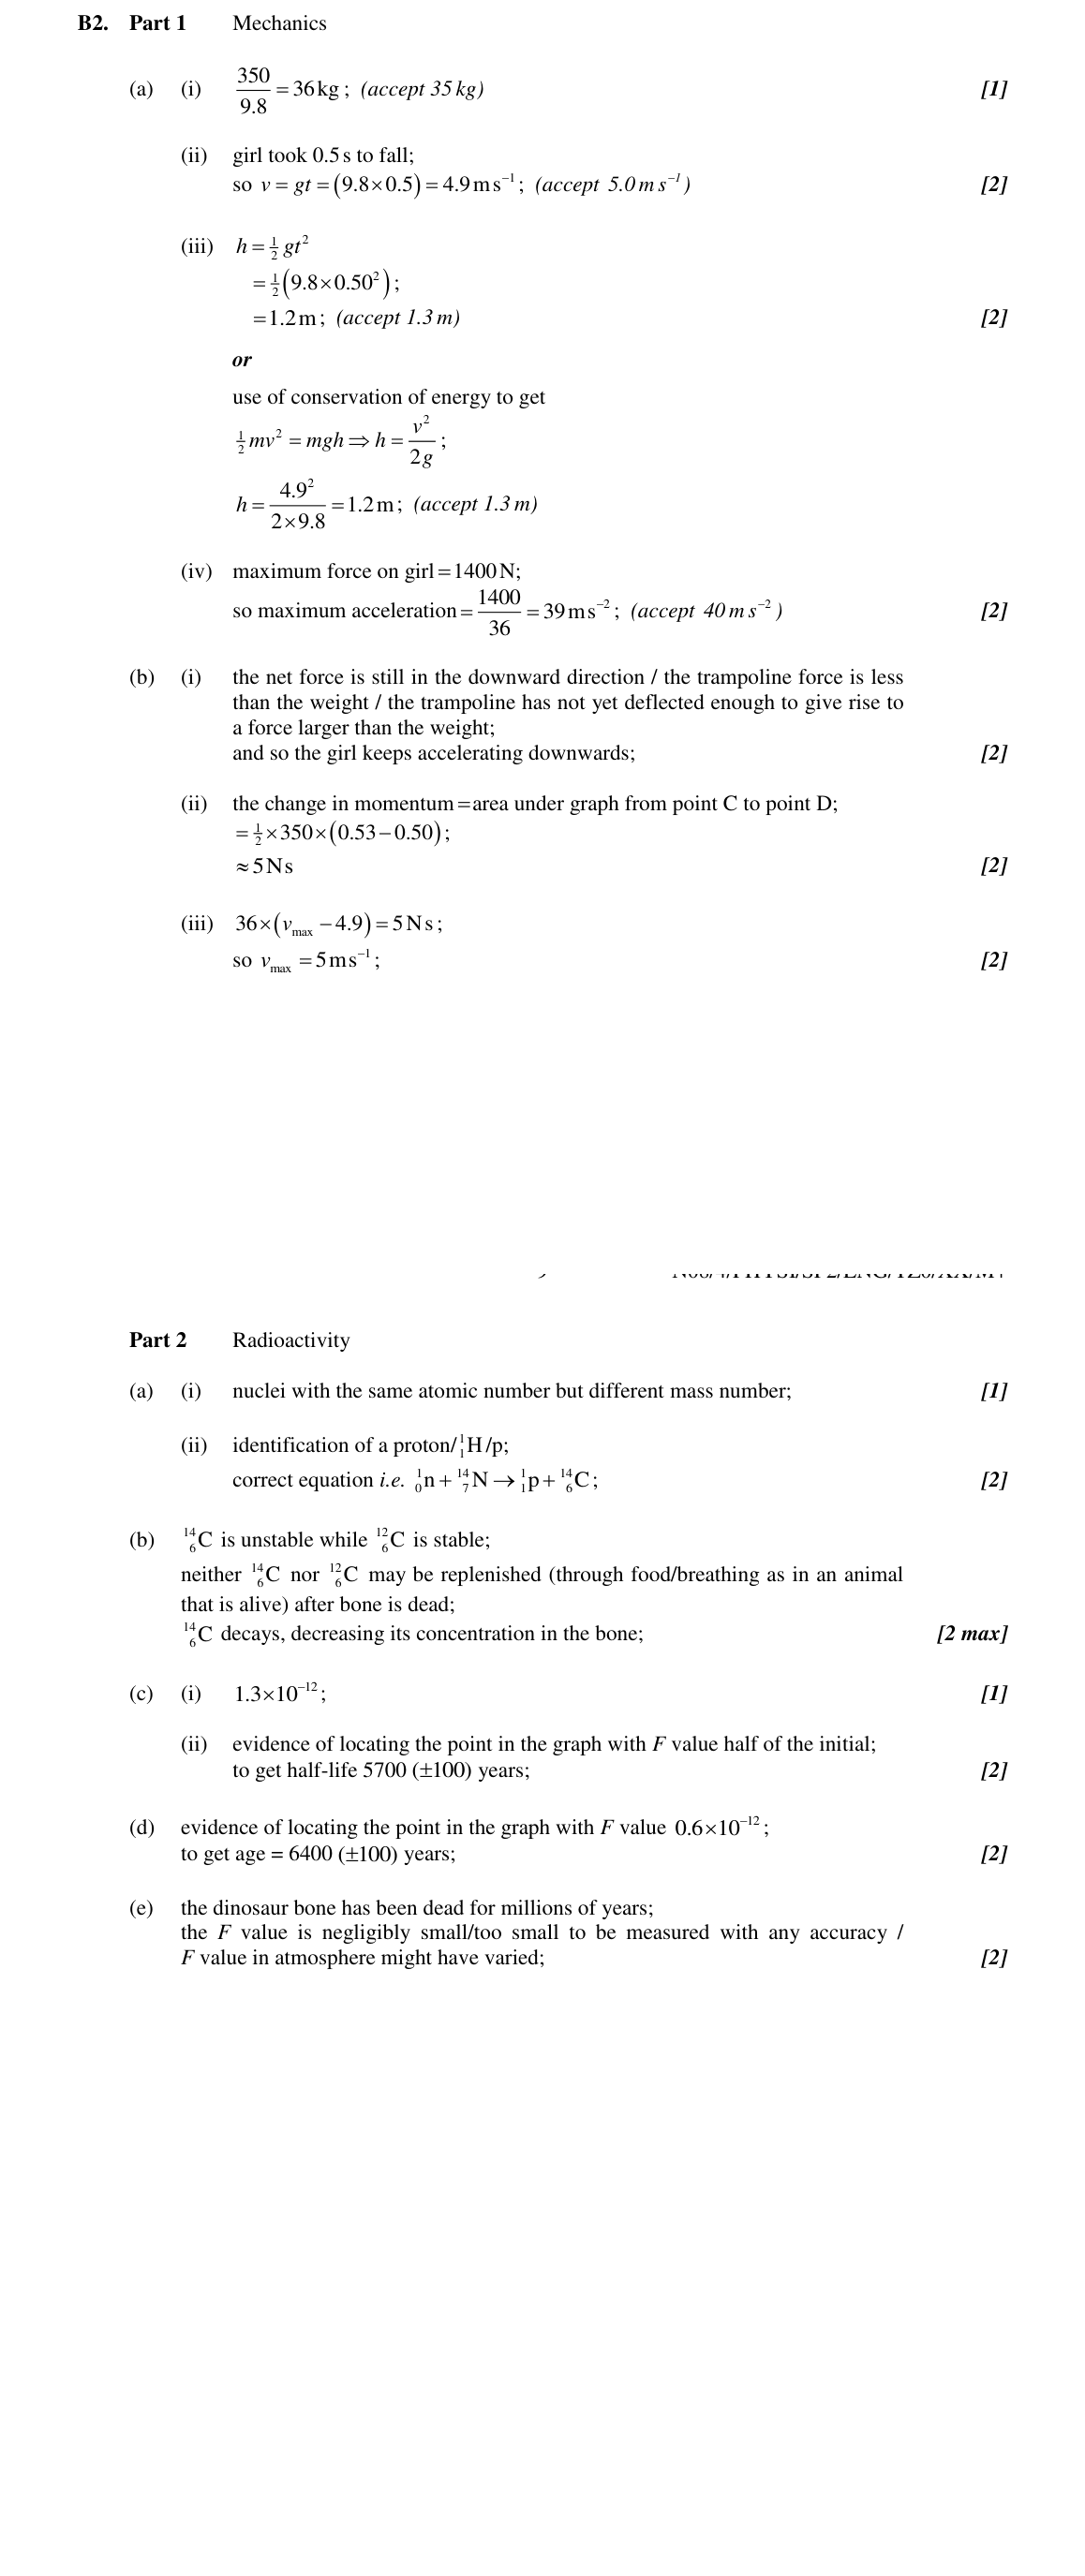 B2. Part 1 Mechanics
(a) (i) 350/9.8 = 36 kg ; (accept 35 kg) [1]
(ii) girl took 0.5 s to fall;
so v = gt = (9.8×0.5) = 4.9 m s⁻¹ ; (accept 5.0 m s⁻¹) [2]
(iii) h = ½ gt²
= ½(9.8×0.50²) ;
= 1.2 m ; (accept 1.3 m) [2]
or
use of conservation of energy to get
½mv² = mgh ⇒ h = v²/2g ;
h = 4.9²/2×9.8 = 1.2 m ; (accept 1.3 m)
(iv) maximum force on girl = 1400 N;
so maximum acceleration = 1400/36 = 39 m s⁻² ; (accept 40 m s⁻²) [2]
(b) (i) the net force is still in the downward direction / the trampoline force is less
than the weight / the trampoline has not yet deflected enough to give rise to
a force larger than the weight;
and so the girl keeps accelerating downwards; [2]
(ii) the change in momentum = area under graph from point C to point D;
= ½×350×(0.53−0.50) ;
≈ 5 N s [2]
(iii) 36×(vₘₐₓ − 4.9) = 5 N s ;
so vₘₐₓ = 5 m s⁻¹ ; [2]
Part 2 Radioactivity
(a) (i) nuclei with the same atomic number but different mass number; [1]
(ii) identification of a proton/¹₁H/p;
correct equation i.e. ¹₀n + ¹⁴₇N → ¹₁p + ¹⁴₆C ; [2]
(b) ¹⁴₆C is unstable while ¹²₆C is stable;
neither ¹⁴₆C nor ¹²₆C may be replenished (through food/breathing as in an animal
that is alive) after bone is dead;
¹⁴₆C decays, decreasing its concentration in the bone; [2 max]
(c) (i) 1.3×10⁻¹² ; [1]
(ii) evidence of locating the point in the graph with F value half of the initial;
to get half-life 5700 (±100) years; [2]
(d) evidence of locating the point in the graph with F value 0.6×10⁻¹² ;
to get age = 6400 (±100) years; [2]
(e) the dinosaur bone has been dead for millions of years;
the F value is negligibly small/too small to be measured with any accuracy /
F value in atmosphere might have varied; [2]